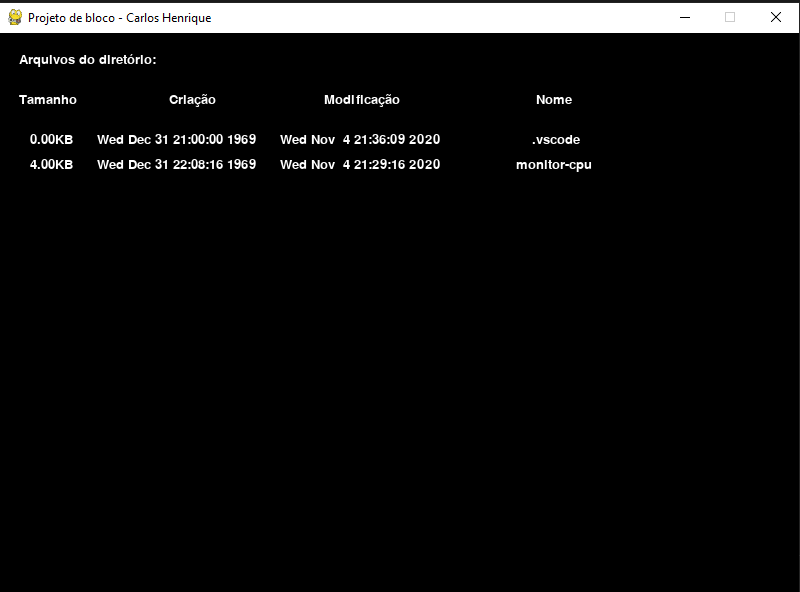 Projeto de bloco - Carlos Henrique
Arquivos do diretório:
Tamanho Criação Modificação Nome
0.00KB Wed Dec 31 21:00:00 1969 Wed Nov  4 21:36:09 2020 .vscode
4.00KB Wed Dec 31 22:08:16 1969 Wed Nov  4 21:29:16 2020 monitor-cpu